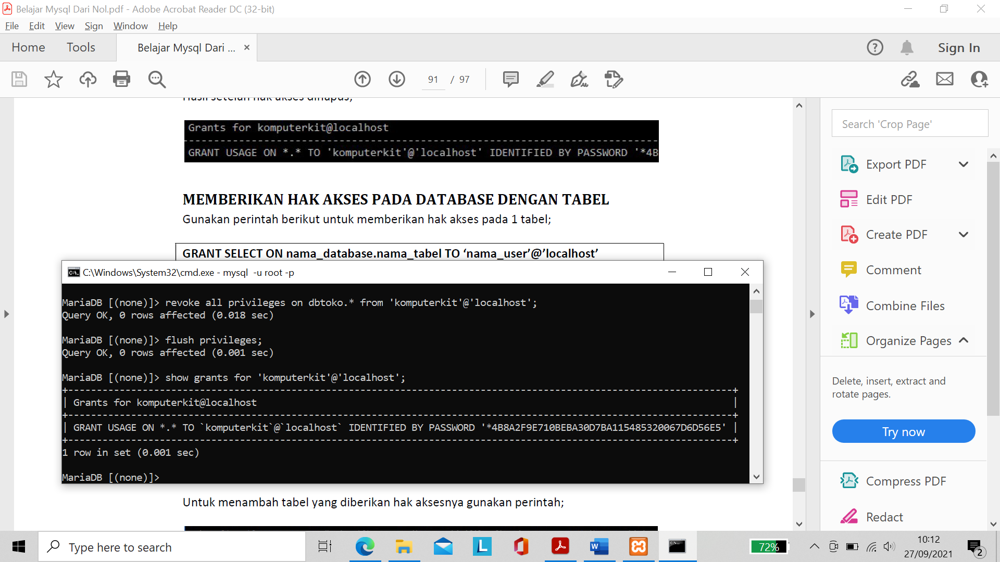 Belajar Mysql Dari Nol.pdf - Adobe Acrobat Reader DC (32-bit)
File Edit View Sign Window Help
Home Tools Belajar Mysql Dari ... × Sign In
91 / 97
Hasil setelah hak akses dihapus;
Grants for komputerkit@localhost
GRANT USAGE ON *.* TO 'komputerkit'@'localhost' IDENTIFIED BY PASSWORD '*4B
MEMBERIKAN HAK AKSES PADA DATABASE DENGAN TABEL
Gunakan perintah berikut untuk memberikan hak akses pada 1 tabel;
GRANT SELECT ON nama_database.nama_tabel TO ‘nama_user’@’localhost’
C:\Windows\System32\cmd.exe - mysql  -u root -p
MariaDB [(none)]> revoke all privileges on dbtoko.* from 'komputerkit'@'localhost';
Query OK, 0 rows affected (0.018 sec)
MariaDB [(none)]> flush privileges;
Query OK, 0 rows affected (0.001 sec)
MariaDB [(none)]> show grants for 'komputerkit'@'localhost';
| Grants for komputerkit@localhost |
| GRANT USAGE ON *.* TO `komputerkit`@`localhost` IDENTIFIED BY PASSWORD '*4B8A2F9E710BEBA30D7BA115485320067D6D56E5' |
1 row in set (0.001 sec)
MariaDB [(none)]>
Untuk menambah tabel yang diberikan hak aksesnya gunakan perintah;
Search 'Crop Page'
Export PDF
Edit PDF
Create PDF
Comment
Combine Files
Organize Pages
Delete, insert, extract and
rotate pages.
Try now
Compress PDF
Redact
Type here to search
72%
10:12
27/09/2021
2